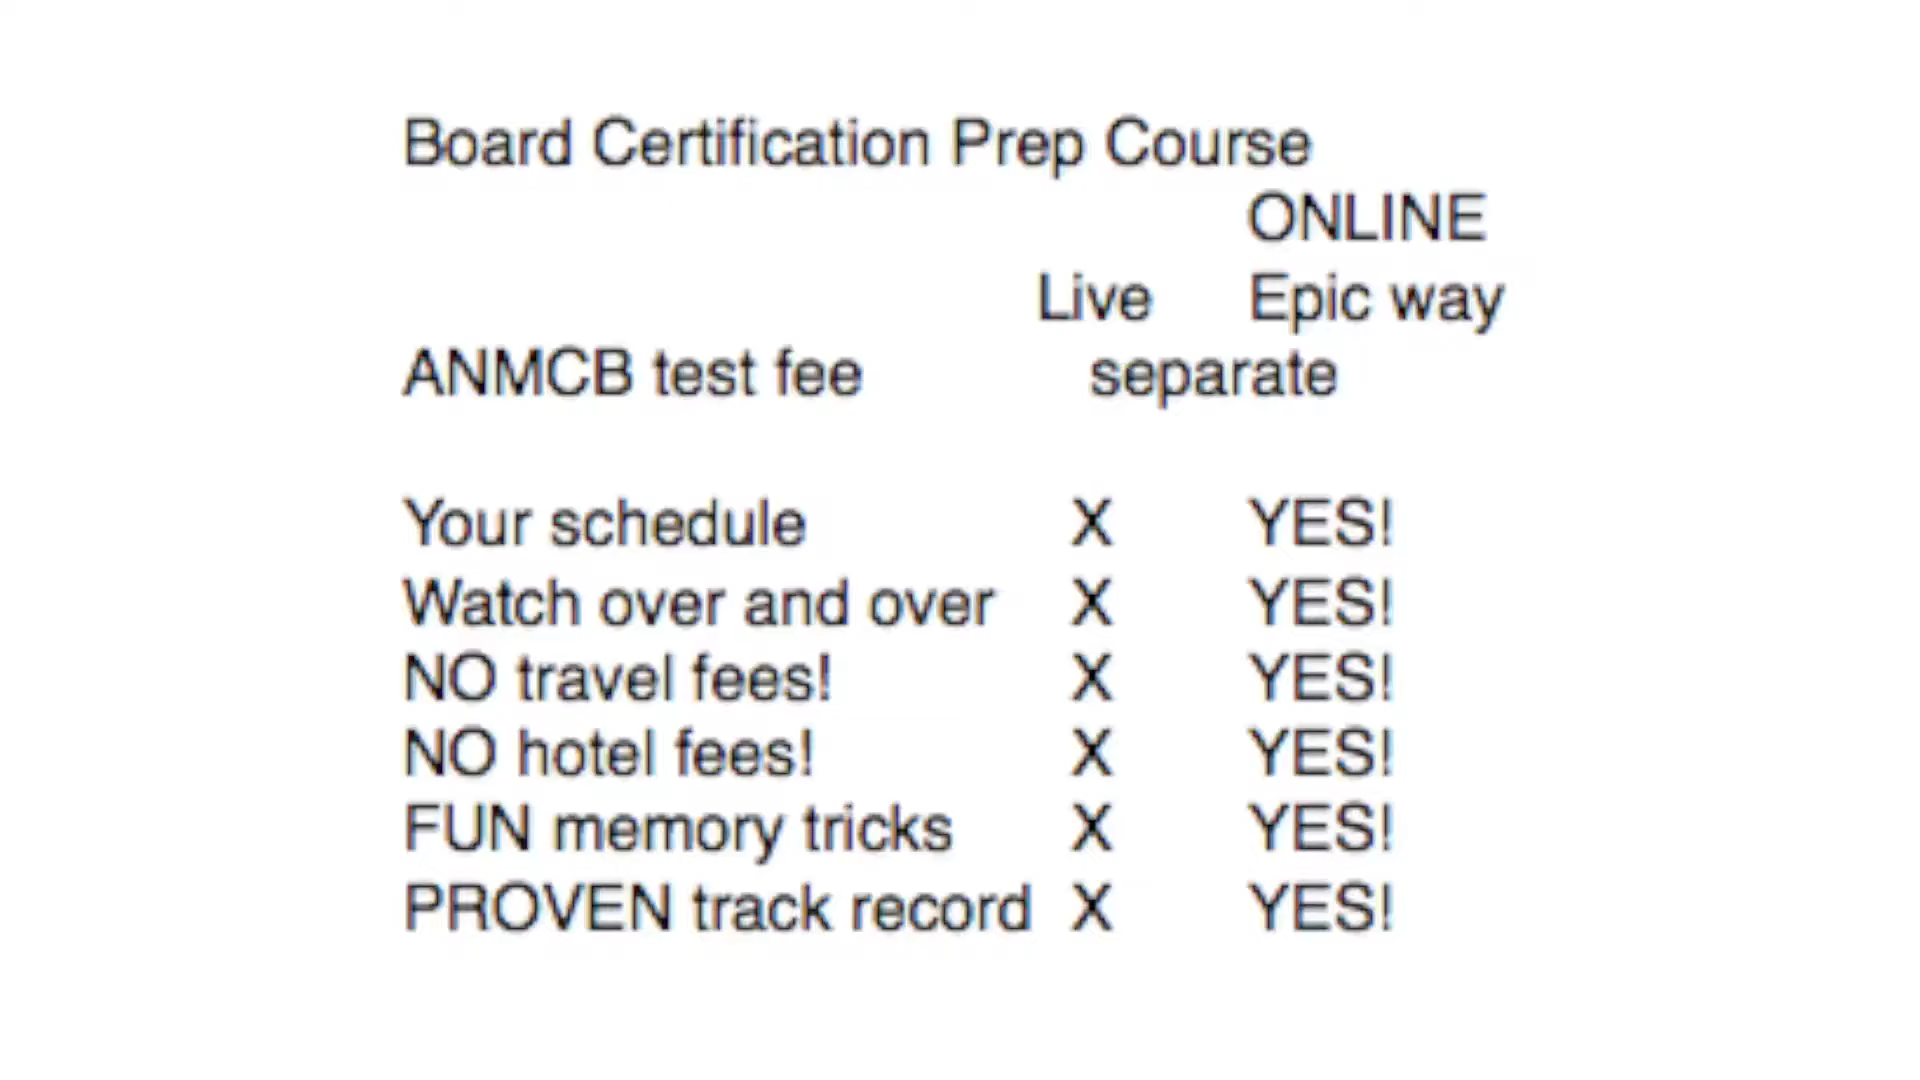 Board Certification Prep Course
ONLINE
Live Epic way
ANMCB test fee separate
Your schedule X YES!
Watch over and over X YES!
NO travel fees! X YES!
NO hotel fees! X YES!
FUN memory tricks X YES!
PROVEN track record X YES!